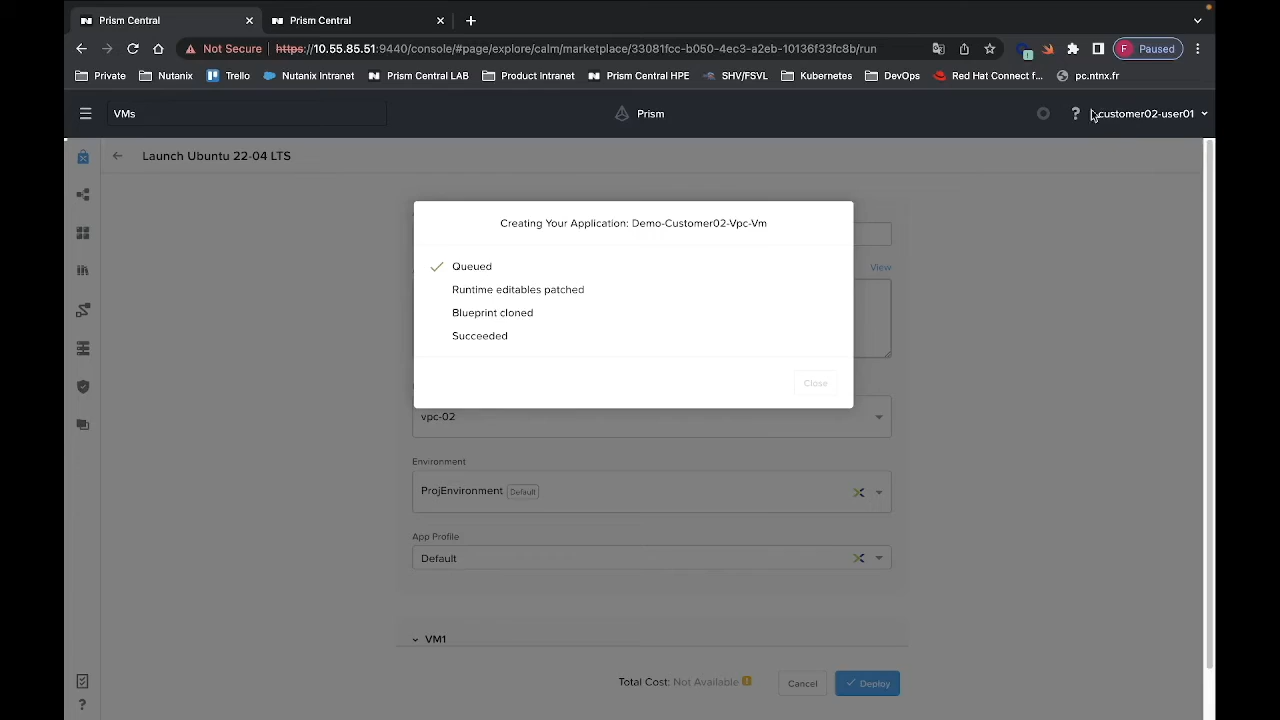 Prism Central
Prism Central
Not Secure
https://10.55.85.51:9440/console/#page/explore/calm/marketplace/33081fcc-b050-4ec3-a2eb-10136f33fc8b/run
F Paused
Private
Nutanix
Trello
Nutanix Intranet
Prism Central LAB
Product Intranet
Prism Central HPE
SHV/FSVL
Kubernetes
DevOps
Red Hat Connect f...
pc.ntnx.fr
VMs
Prism
?
customer02-user01
Launch Ubuntu 22-04 LTS
Creating Your Application: Demo-Customer02-Vpc-Vm
Queued
View
Runtime editables patched
Blueprint cloned
Succeeded
Close
vpc-02
Environment
ProjEnvironment Default
App Profile
Default
VM1
Total Cost: Not Available
Cancel
Deploy
?